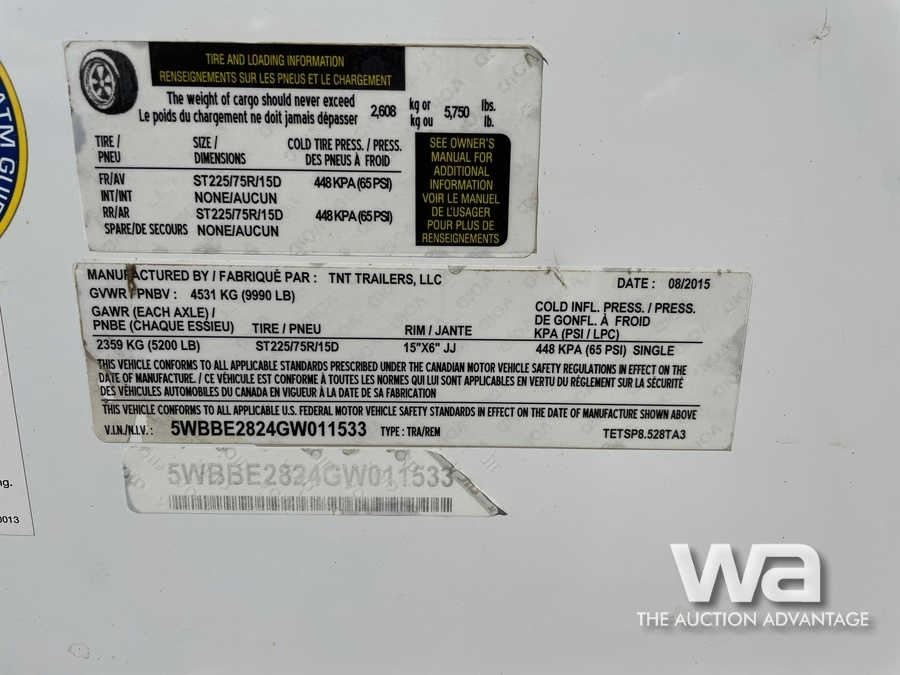 TIRE AND LOADING INFORMATION
RENSEIGNEMENTS SUR LES PNEUS ET LE CHARGEMENT
The weight of cargo should never exceed 2,608 kg or 5,750 lbs.
Le poids du chargement ne doit jamais dépasser kg ou lb.
TIRE / SIZE / COLD TIRE PRESS. / PRESS.
PNEU DIMENSIONS DES PNEUS À FROID
FR/AV ST225/75R/15D 448 KPA (65 PSI)
INT/INT NONE/AUCUN
RR/AR ST225/75R/15D 448 KPA (65 PSI)
SPARE/DE SECOURS NONE/AUCUN
SEE OWNER'S
MANUAL FOR
ADDITIONAL
INFORMATION
VOIR LE MANUEL
DE L'USAGER
POUR PLUS DE
RENSEIGNEMENTS
MANUFACTURED BY / FABRIQUÉ PAR : TNT TRAILERS, LLC DATE : 08/2015
GVWR / PNBV : 4531 KG (9990 LB)
GAWR (EACH AXLE) / COLD INFL. PRESS. / PRESS.
PNBE (CHAQUE ESSIEU) TIRE / PNEU RIM / JANTE DE GONFL. À FROID
KPA (PSI / LPC)
2359 KG (5200 LB) ST225/75R/15D 15"X6" JJ 448 KPA (65 PSI) SINGLE
THIS VEHICLE CONFORMS TO ALL APPLICABLE STANDARDS PRESCRIBED UNDER THE CANADIAN MOTOR VEHICLE SAFETY REGULATIONS IN EFFECT ON THE
DATE OF MANUFACTURE. / CE VÉHICULE EST CONFORME À TOUTES LES NORMES QUI LUI SONT APPLICABLES EN VERTU DU RÉGLEMENT SUR LA SÉCURITÉ
DES VÉHICULES AUTOMOBILES DU CANADA EN VIGUEUR À LA DATE DE SA FABRICATION
THIS VEHICLE CONFORMS TO ALL APPLICABLE U.S. FEDERAL MOTOR VEHICLE SAFETY STANDARDS IN EFFECT ON THE DATE OF MANUFACTURE SHOWN ABOVE
V.I.N./N.I.V.: 5WBBE2824GW011533 TYPE : TRA/REM TETSP8.528TA3
5WBBE2824GW011533
ATM GUID
ng.
0013
wa
THE AUCTION ADVANTAGE